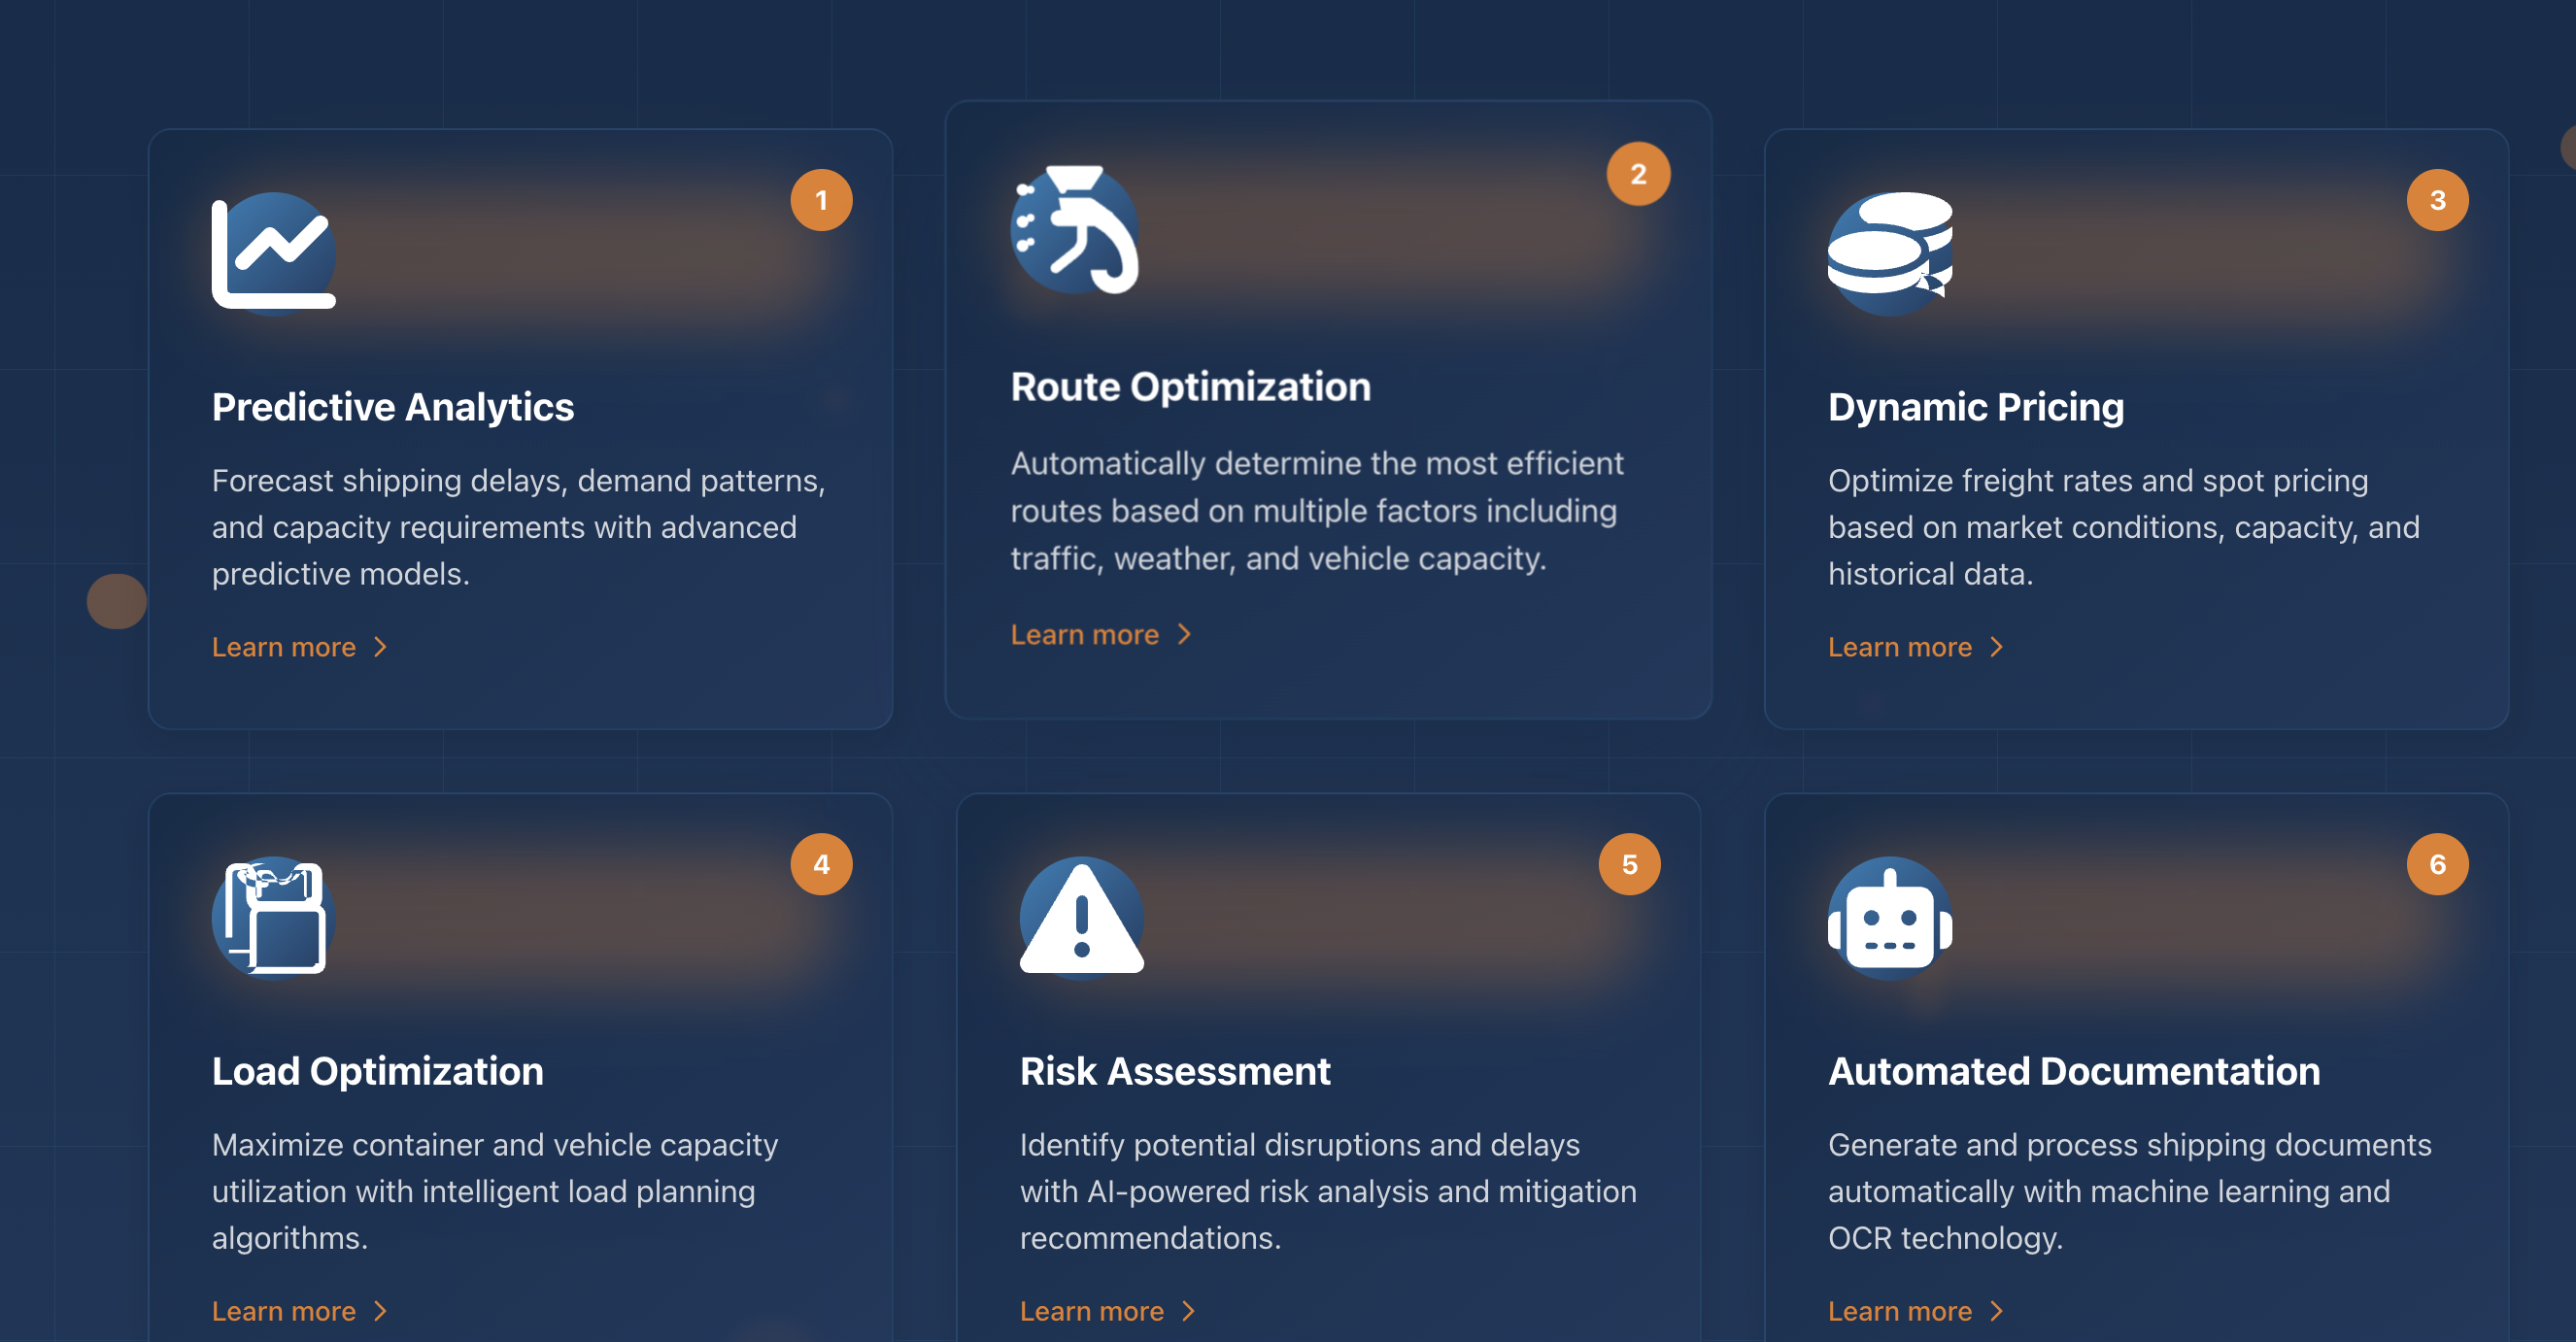 1
Predictive Analytics
Forecast shipping delays, demand patterns,
and capacity requirements with advanced
predictive models.
Learn more
2
Route Optimization
Automatically determine the most efficient
routes based on multiple factors including
traffic, weather, and vehicle capacity.
Learn more
3
Dynamic Pricing
Optimize freight rates and spot pricing
based on market conditions, capacity, and
historical data.
Learn more
4
Load Optimization
Maximize container and vehicle capacity
utilization with intelligent load planning
algorithms.
Learn more
5
Risk Assessment
Identify potential disruptions and delays
with AI-powered risk analysis and mitigation
recommendations.
Learn more
6
Automated Documentation
Generate and process shipping documents
automatically with machine learning and
OCR technology.
Learn more